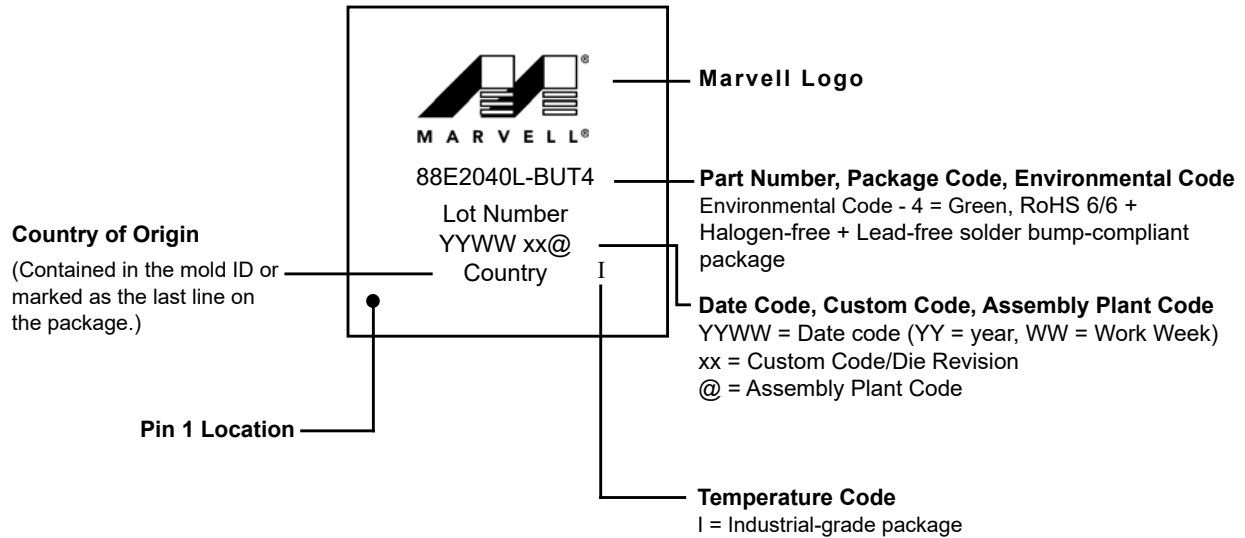 ®
MARVELL®
88E2040L-BUT4
Lot Number
YYWW xx@
Country
I
Marvell Logo
Part Number, Package Code, Environmental Code
Environmental Code - 4 = Green, RoHS 6/6 +
Halogen-free + Lead-free solder bump-compliant
package
Country of Origin
(Contained in the mold ID or
marked as the last line on
the package.)
Date Code, Custom Code, Assembly Plant Code
YYWW = Date code (YY = year, WW = Work Week)
xx = Custom Code/Die Revision
@ = Assembly Plant Code
Pin 1 Location
Temperature Code
I = Industrial-grade package